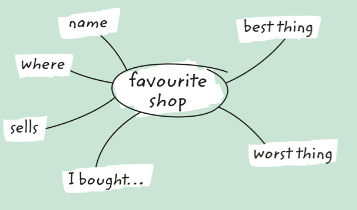 name
best thing
where
favourite
shop
sells
worst thing
I bought...